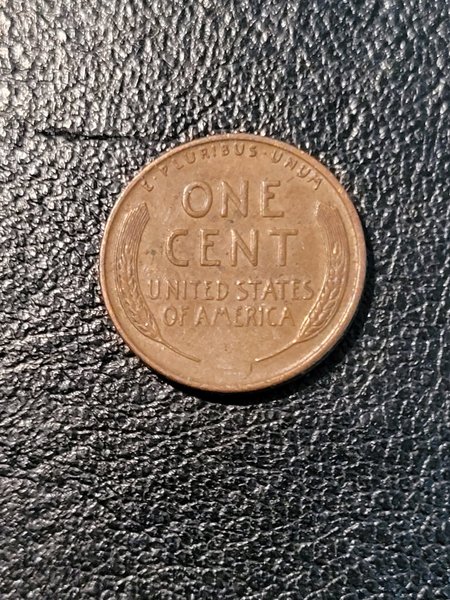 E·PLURIBUS·UNUM
ONE
CENT
UNITED STATES
OF AMERICA